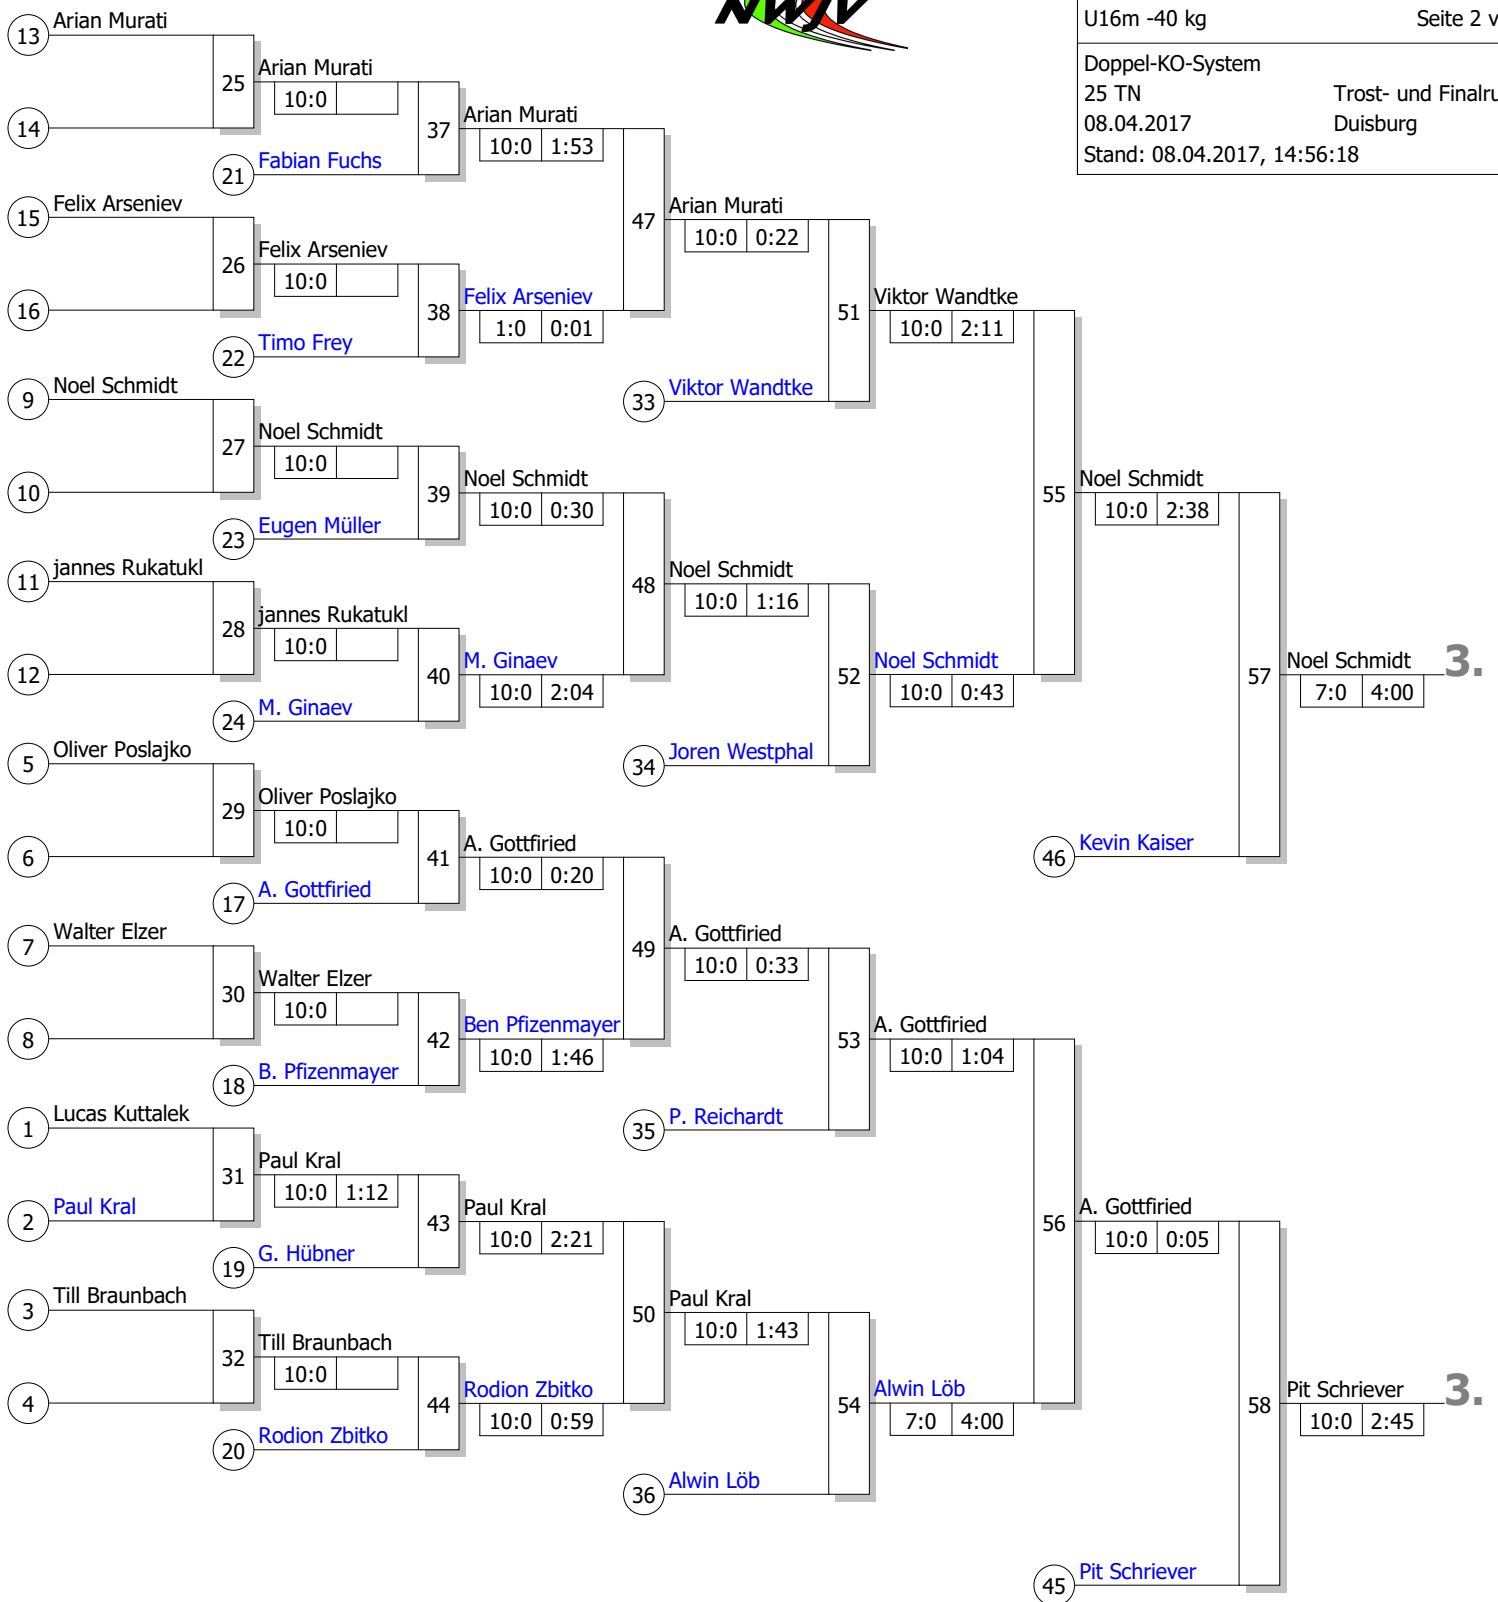 NWJV
U16m -40 kg Seite 2 v
Doppel-KO-System
25 TN Trost- und Finalru
08.04.2017 Duisburg
Stand: 08.04.2017, 14:56:18
13 Arian Murati
14
25 Arian Murati
10:0
21 Fabian Fuchs
37 Arian Murati
10:0 1:53
15 Felix Arseniev
16
26 Felix Arseniev
10:0
22 Timo Frey
38 Felix Arseniev
1:0 0:01
47 Arian Murati
10:0 0:22
33 Viktor Wandtke
51 Viktor Wandtke
10:0 2:11
9 Noel Schmidt
10
27 Noel Schmidt
10:0
23 Eugen Müller
39 Noel Schmidt
10:0 0:30
11 jannes Rukatukl
12
28 jannes Rukatukl
10:0
24 M. Ginaev
40 M. Ginaev
10:0 2:04
48 Noel Schmidt
10:0 1:16
34 Joren Westphal
52 Noel Schmidt
10:0 0:43
55 Noel Schmidt
10:0 2:38
46 Kevin Kaiser
57 Noel Schmidt 3.
7:0 4:00
5 Oliver Poslajko
6
29 Oliver Poslajko
10:0
17 A. Gottfiried
41 A. Gottfiried
10:0 0:20
7 Walter Elzer
8
30 Walter Elzer
10:0
18 B. Pfizenmayer
42 Ben Pfizenmayer
10:0 1:46
49 A. Gottfiried
10:0 0:33
35 P. Reichardt
53 A. Gottfiried
10:0 1:04
1 Lucas Kuttalek
2 Paul Kral
31 Paul Kral
10:0 1:12
19 G. Hübner
43 Paul Kral
10:0 2:21
3 Till Braunbach
4
32 Till Braunbach
10:0
20 Rodion Zbitko
44 Rodion Zbitko
10:0 0:59
50 Paul Kral
10:0 1:43
36 Alwin Löb
54 Alwin Löb
7:0 4:00
56 A. Gottfiried
10:0 0:05
45 Pit Schriever
58 Pit Schriever 3.
10:0 2:45